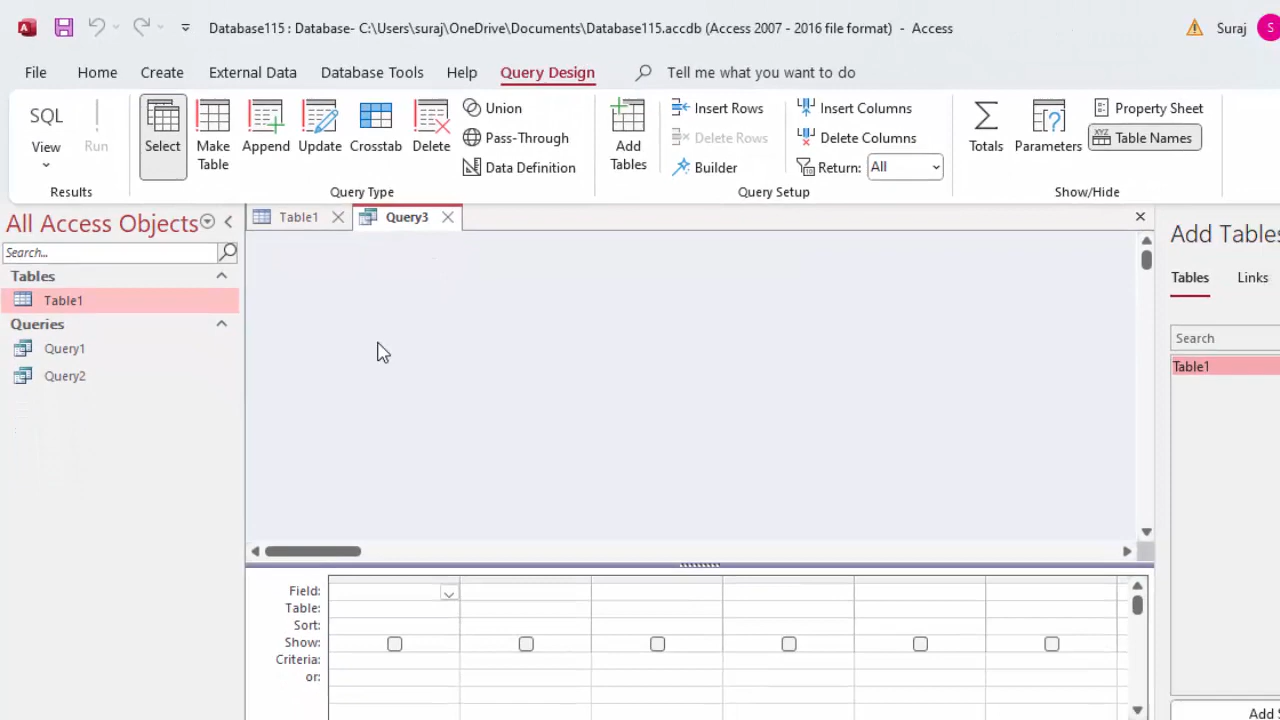 Database115 : Database- C:\Users\suraj\OneDrive\Documents\Database115.accdb (Access 2007 - 2016 file format) - Access
Suraj
S
File
Home
Create
External Data
Database Tools
Help
Query Design
Tell me what you want to do
SQL
View
Run
Results
Select
Make
Table
Append
Update
Crosstab
Delete
Union
Pass-Through
Data Definition
Query Type
Add
Tables
Insert Rows
Delete Rows
Builder
Insert Columns
Delete Columns
Return: All
Query Setup
Totals
Parameters
Property Sheet
Table Names
Show/Hide
All Access Objects
Search...
Tables
Table1
Queries
Query1
Query2
Table1
Query3
Field:
Table:
Sort:
Show:
Criteria:
or:
Add Tables
Tables
Links
Search
Table1
Add S